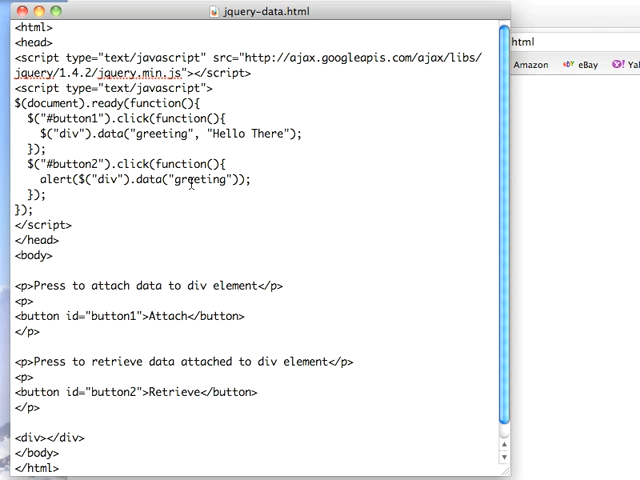 jquery-data.html
<html>
<head>
<script type="text/javascript" src="http://ajax.googleapis.com/ajax/libs/
jquery/1.4.2/jquery.min.js"></script>
<script type="text/javascript">
$(document).ready(function(){
  $("#button1").click(function(){
    $("div").data("greeting", "Hello There");
  });
  $("#button2").click(function(){
    alert($("div").data("greeting"));
  });
});
</script>
</head>
<body>
<p>Press to attach data to div element</p>
<p>
<button id="button1">Attach</button>
</p>
<p>Press to retrieve data attached to div element</p>
<p>
<button id="button2">Retrieve</button>
</p>
<div></div>
</body>
</html>
html
Amazon eBay Yal